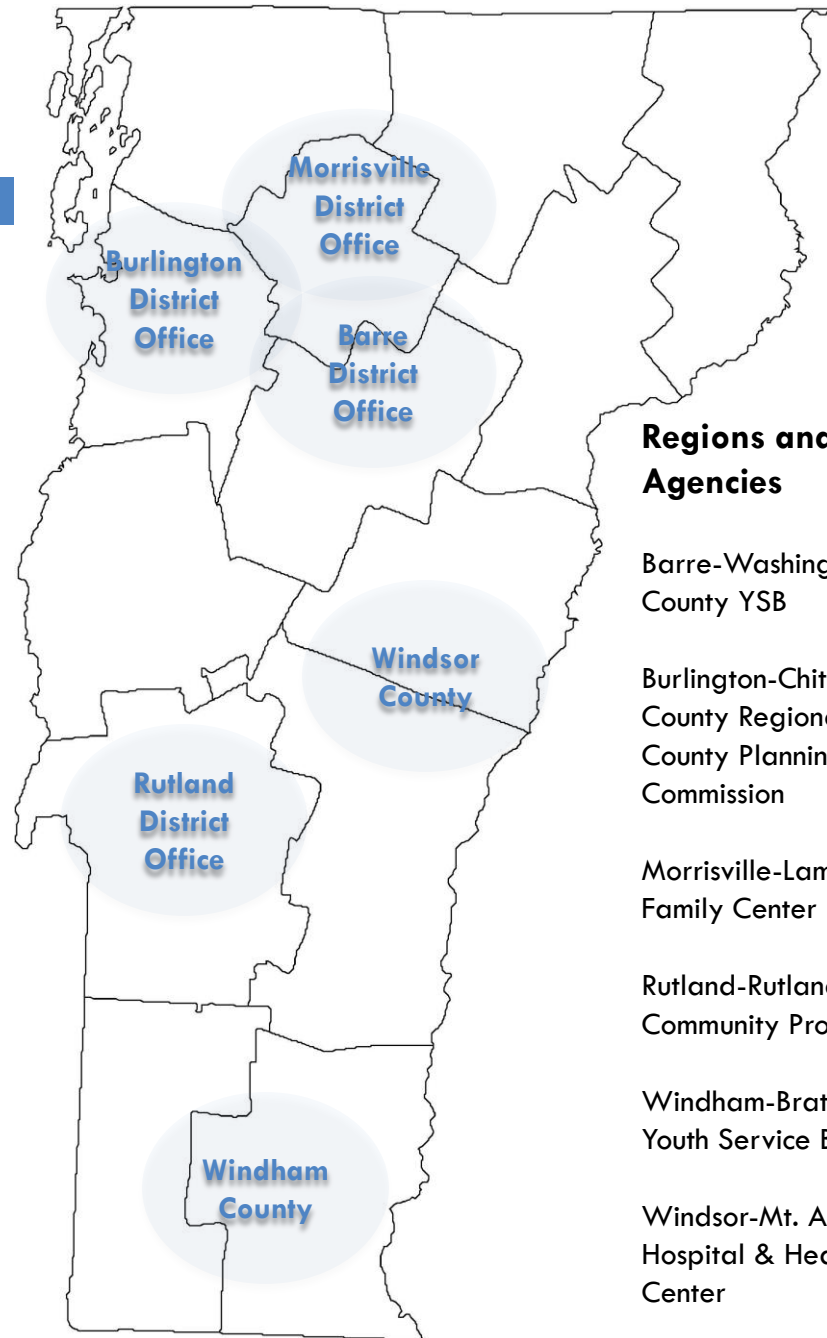 Morrisville
District
Office
Burlington
District
Office
Barre
District
Office
Windsor
County
Rutland
District
Office
Windham
County
Regions and
Agencies
Barre-Washing
County YSB
Burlington-Chit
County Regiona
County Plannin
Commission
Morrisville-Lam
Family Center
Rutland-Rutland
Community Pro
Windham-Brat
Youth Service B
Windsor-Mt. A
Hospital & Hea
Center